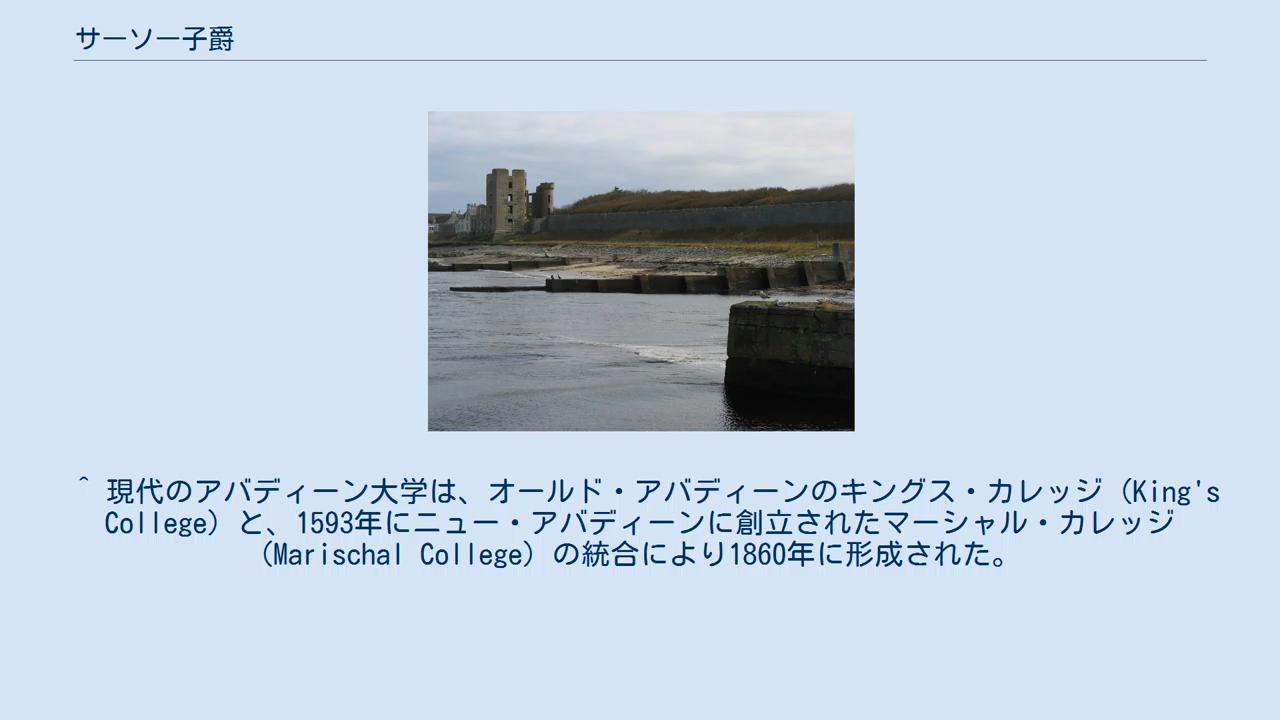 サーソー子爵
^ 現代のアバディーン大学は、オールド・アバディーンのキングス・カレッジ（King's
College）と、1593年にニュー・アバディーンに創立されたマーシャル・カレッジ
（Marischal College）の統合により1860年に形成された。